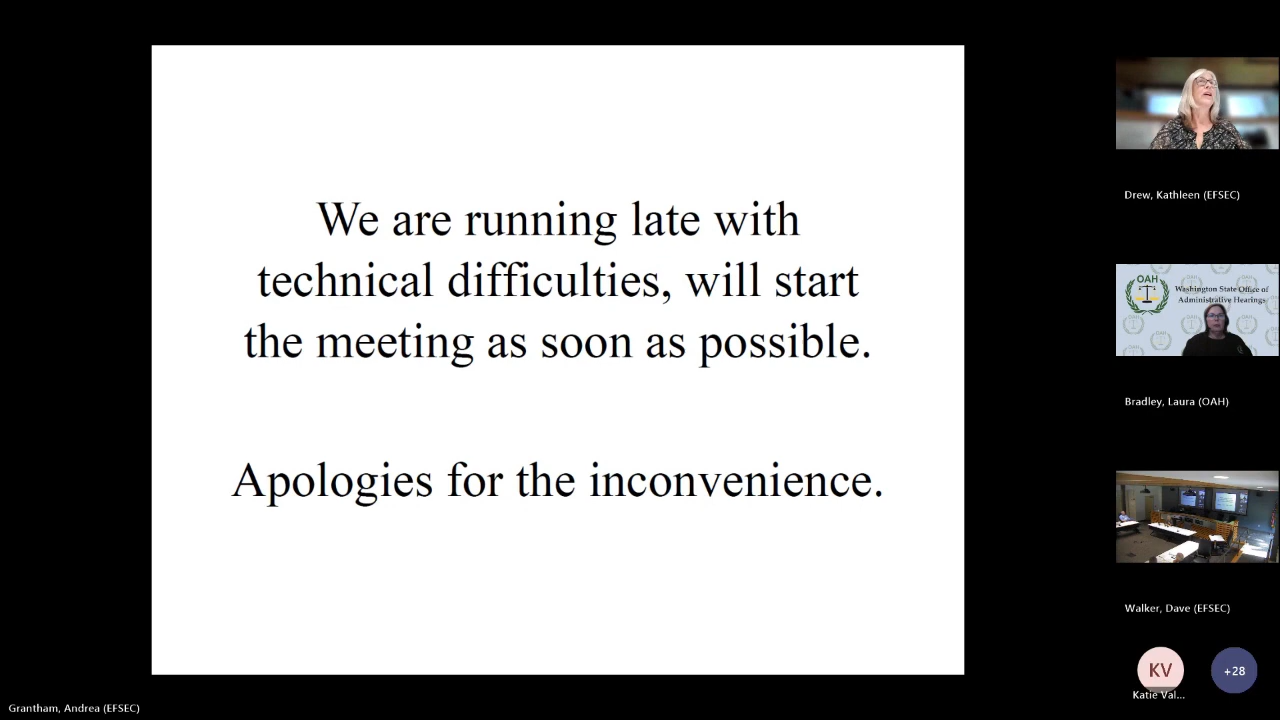 We are running late with
technical difficulties, will start
the meeting as soon as possible.
Apologies for the inconvenience.
Drew, Kathleen (EFSEC)
OAH
Washington State Office of
Administrative Hearings
Bradley, Laura (OAH)
Walker, Dave (EFSEC)
KV
+28
Katie Val...
Grantham, Andrea (EFSEC)